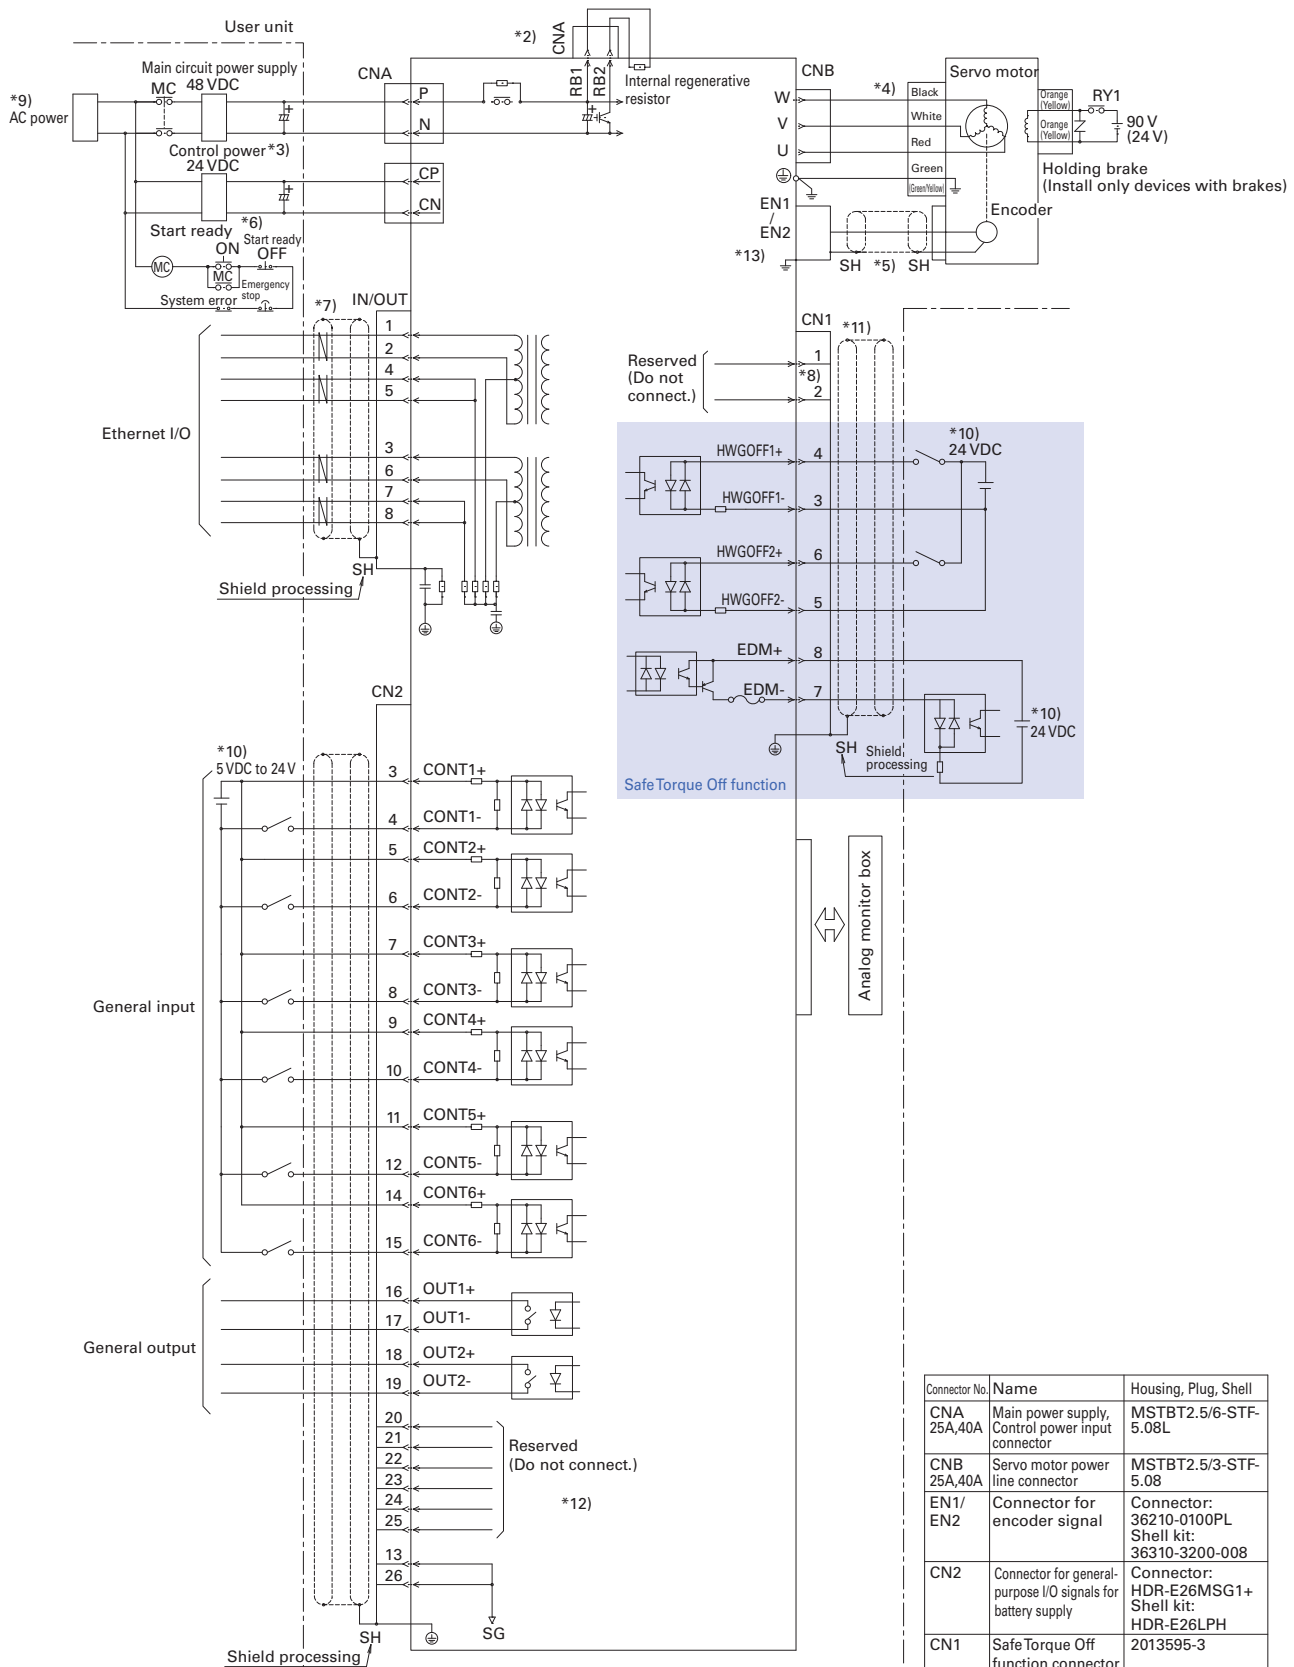 User unit
*2)
CNA
RB1
RB2
Internal regenerative
resistor
Main circuit power supply
48 VDC
MC
*9)
AC power
CNA
P
N
Control power*3)
24 VDC
CP
CN
*6)
Start ready
ON
Start ready
OFF
MC
MC
Emergency
stop
System error
CNB
W
V
U
*4)
Black
White
Red
Green
(Green/Yellow)
Servo motor
Orange
(Yellow)
Orange
(Yellow)
RY1
90 V
(24 V)
Holding brake
(Install only devices with brakes)
EN1
/
EN2
Encoder
*13)
SH
*5)
SH
*7)
IN/OUT
1
2
4
5
Ethernet I/O
3
6
7
8
SH
Shield processing
CN1
*11)
Reserved
(Do not
connect.)
1
*8)
2
*10)
24 VDC
HWGOFF1+
4
HWGOFF1-
3
HWGOFF2+
6
HWGOFF2-
5
EDM+
8
EDM-
7
*10)
24 VDC
SH
Shield
processing
Safe Torque Off function
Analog monitor box
CN2
*10)
5 VDC to 24 V
3
CONT1+
4
CONT1-
5
CONT2+
6
CONT2-
7
CONT3+
8
CONT3-
General input
9
CONT4+
10
CONT4-
11
CONT5+
12
CONT5-
14
CONT6+
15
CONT6-
16
OUT1+
17
OUT1-
General output
18
OUT2+
19
OUT2-
20
21
22
23
24
25
Reserved
(Do not connect.)
*12)
13
26
SG
SH
Shield processing
Connector No. Name Housing, Plug, Shell
CNA
25A,40A
Main power supply,
Control power input
connector
MSTBT2.5/6-STF-
5.08L
CNB
25A,40A
Servo motor power
line connector
MSTBT2.5/3-STF-
5.08
EN1/
EN2
Connector for
encoder signal
Connector:
36210-0100PL
Shell kit:
36310-3200-008
CN2
Connector for general-
purpose I/O signals for
battery supply
Connector:
HDR-E26MSG1+
Shell kit:
HDR-E26LPH
CN1
Safe Torque Off
function connector
2013595-3